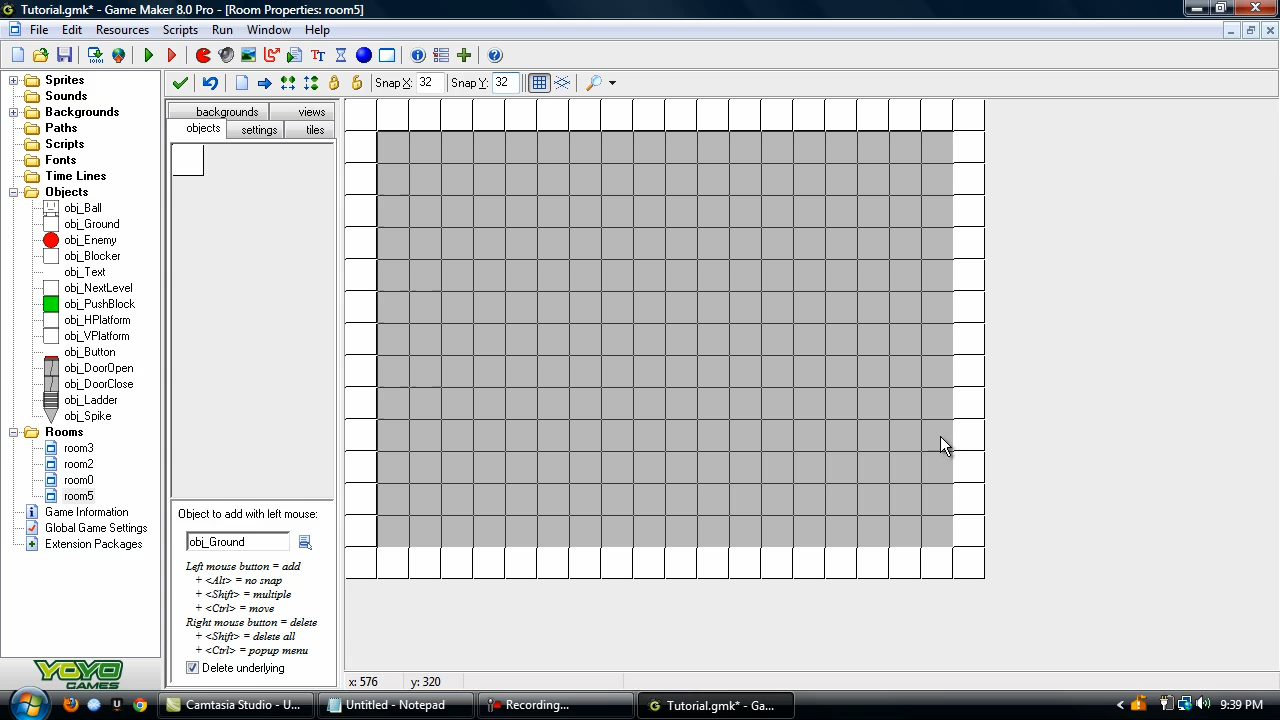 Tutorial.gmk* - Game Maker 8.0 Pro - [Room Properties: room5]
File Edit Resources Scripts Run Window Help
Snap X: 32 Snap Y: 32
Sprites
Sounds
Backgrounds
Paths
Scripts
Fonts
Time Lines
Objects
obj_Ball
obj_Ground
obj_Enemy
obj_Blocker
obj_Text
obj_NextLevel
obj_PushBlock
obj_HPlatform
obj_VPlatform
obj_Button
obj_DoorOpen
obj_DoorClose
obj_Ladder
obj_Spike
Rooms
room3
room2
room0
room5
Game Information
Global Game Settings
Extension Packages
YOYO
GAMES
backgrounds views
objects settings tiles
Object to add with left mouse:
obj_Ground
Left mouse button = add
+ <Alt> = no snap
+ <Shift> = multiple
+ <Ctrl> = move
Right mouse button = delete
+ <Shift> = delete all
+ <Ctrl> = popup menu
Delete underlying
x: 576 y: 320
Camtasia Studio - U... Untitled - Notepad Recording... Tutorial.gmk* - Ga... 9:39 PM